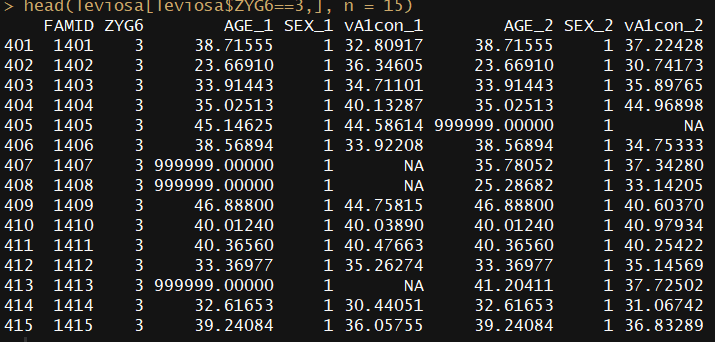 > head(Teviosa[Teviosa$ZYG6==3,], n = 15)
FAMID ZYG6 AGE_1 SEX_1 vA1con_1 AGE_2 SEX_2 vA1con_2
401 1401 3 38.71555 1 32.80917 38.71555 1 37.22428
402 1402 3 23.66910 1 36.34605 23.66910 1 30.74173
403 1403 3 33.91443 1 34.71101 33.91443 1 35.89765
404 1404 3 35.02513 1 40.13287 35.02513 1 44.96898
405 1405 3 45.14625 1 44.58614 999999.00000 1 NA
406 1406 3 38.56894 1 33.92208 38.56894 1 34.75333
407 1407 3 999999.00000 1 NA 35.78052 1 37.34280
408 1408 3 999999.00000 1 NA 25.28682 1 33.14205
409 1409 3 46.88800 1 44.75815 46.88800 1 40.60370
410 1410 3 40.01240 1 40.03890 40.01240 1 40.97934
411 1411 3 40.36560 1 40.47663 40.36560 1 40.25422
412 1412 3 33.36977 1 35.26274 33.36977 1 35.14569
413 1413 3 999999.00000 1 NA 41.20411 1 37.72502
414 1414 3 32.61653 1 30.44051 32.61653 1 31.06742
415 1415 3 39.24084 1 36.05755 39.24084 1 36.83289